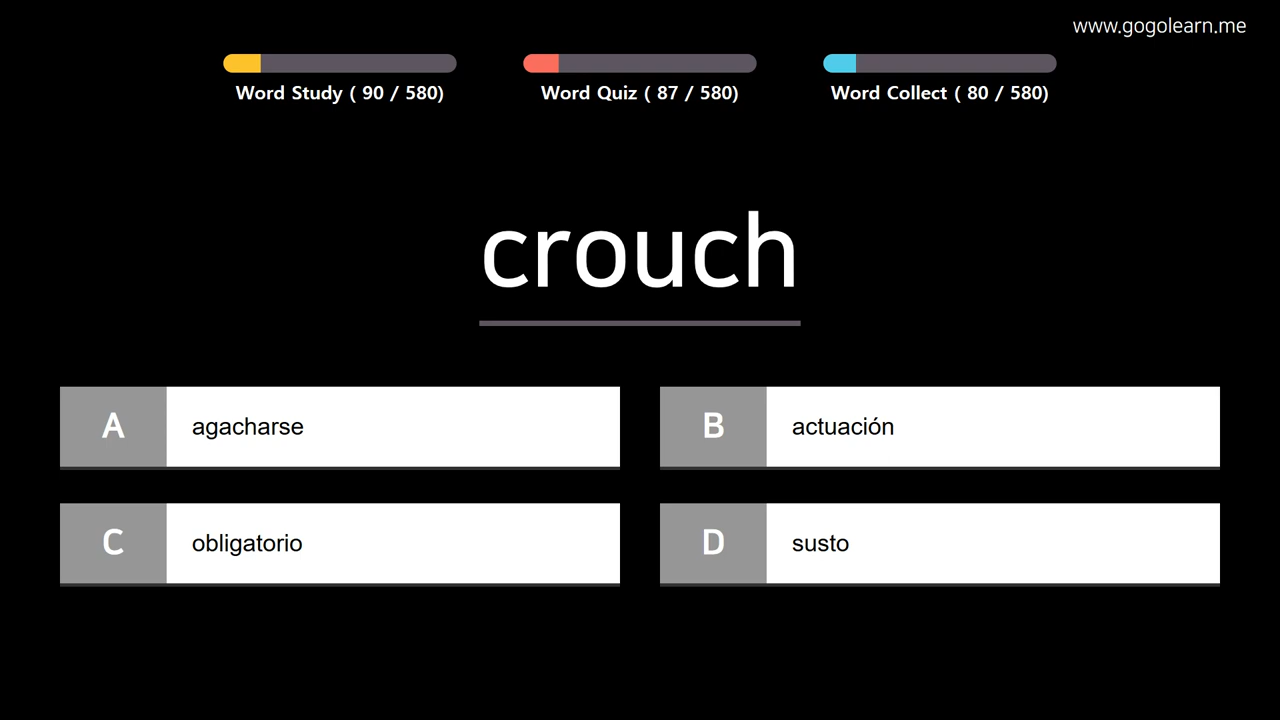 www.gogolearn.me
Word Study ( 90 / 580)
Word Quiz ( 87 / 580)
Word Collect ( 80 / 580)
crouch
A agacharse
B actuación
C obligatorio
D susto